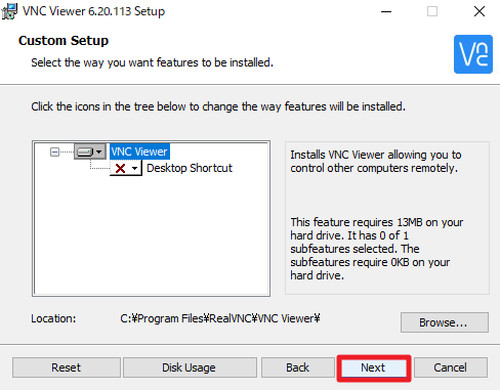 VNC Viewer 6.20.113 Setup
Custom Setup
Select the way you want features to be installed.
Click the icons in the tree below to change the way features will be installed.
VNC Viewer
Desktop Shortcut
Installs VNC Viewer allowing you to
control other computers remotely.
This feature requires 13MB on your
hard drive. It has 0 of 1
subfeatures selected. The
subfeatures require 0KB on your
hard drive.
Location: C:¥Program Files¥RealVNC¥VNC Viewer¥
Browse...
Reset Disk Usage Back Next Cancel